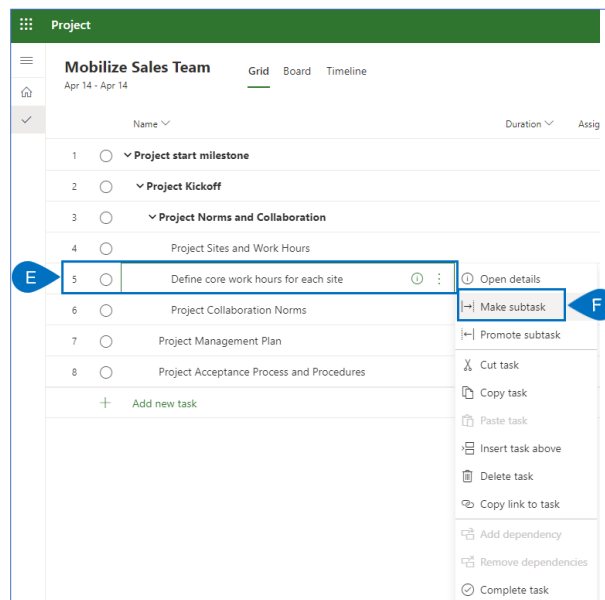 Project
Mobilize Sales Team
Grid Board Timeline
Apr 14 - Apr 14
Name Duration Assig
1 Project start milestone
2 Project Kickoff
3 Project Norms and Collaboration
4 Project Sites and Work Hours
E 5 Define core work hours for each site
6 Project Collaboration Norms
7 Project Management Plan
8 Project Acceptance Process and Procedures
Add new task
Open details
Make subtask F
Promote subtask
Cut task
Copy task
Paste task
Insert task above
Delete task
Copy link to task
Add dependency
Remove dependencies
Complete task